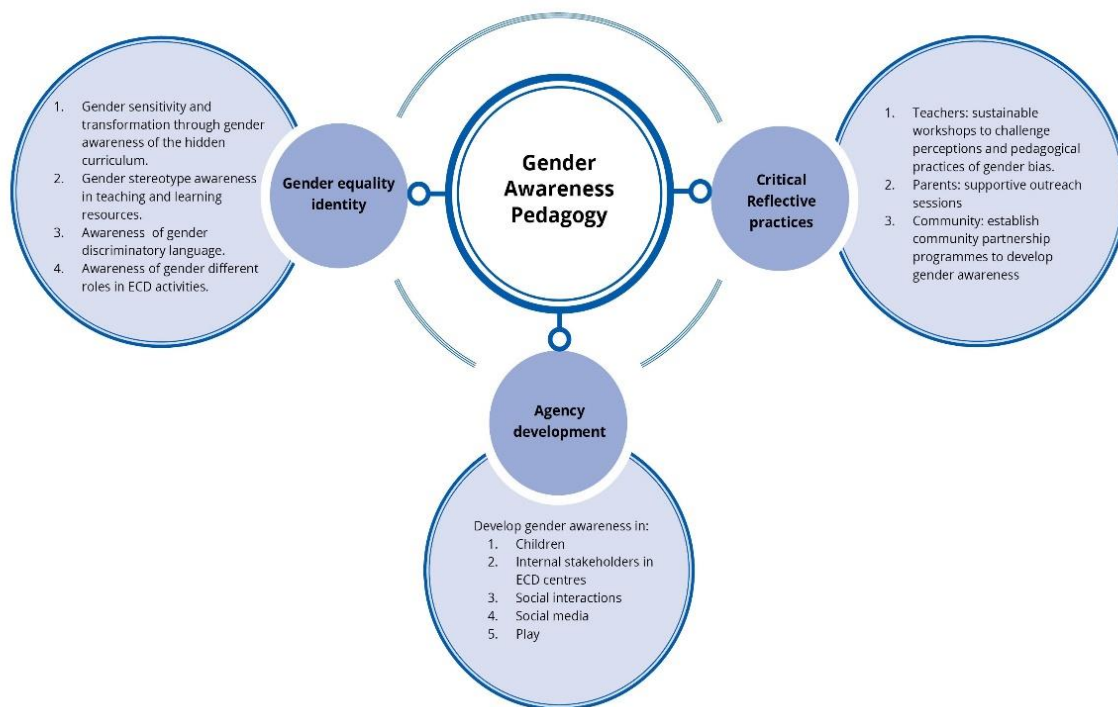 Gender
Awareness
Pedagogy
Gender equality
identity
1. Gender sensitivity and
transformation through gender
awareness of the hidden
curriculum.
2. Gender stereotype awareness
in teaching and learning
resources.
3. Awareness of gender
discriminatory language.
4. Awareness of gender different
roles in ECD activities.
Critical
Reflective
practices
1. Teachers: sustainable
workshops to challenge
perceptions and pedagogical
practices of gender bias.
2. Parents: supportive outreach
sessions
3. Community: establish
community partnership
programmes to develop
gender awareness
Agency
development
Develop gender awareness in:
1. Children
2. Internal stakeholders in
ECD centres
3. Social interactions
4. Social media
5. Play